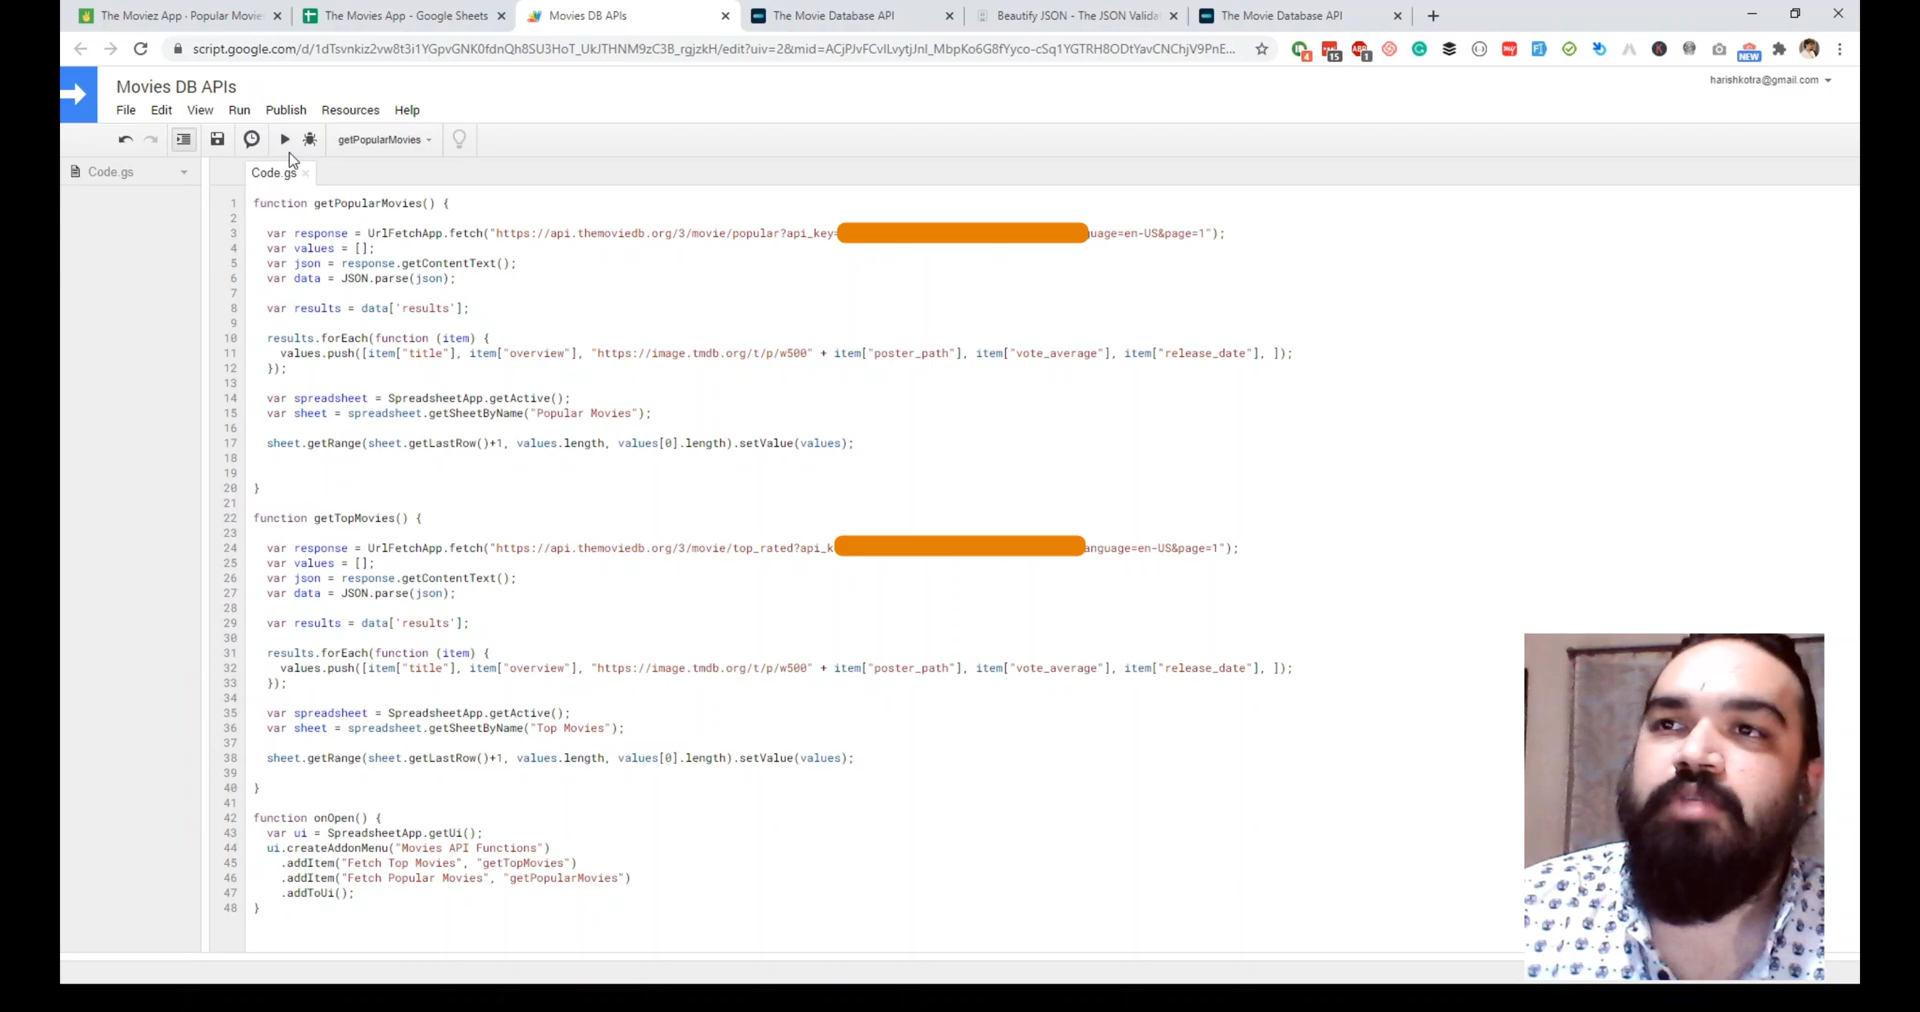 The Moviez App · Popular Movie
The Movies App - Google Sheets
Movies DB APIs
The Movie Database API
Beautify JSON - The JSON Valida
The Movie Database API
harishkotra@gmail.com
Movies DB APIs
File Edit View Run Publish Resources Help
getPopularMovies
Code.gs
Code.gs
1 function getPopularMovies() {
2
3 var response = UrlFetchApp.fetch("https://api.themoviedb.org/3/movie/popular?api_key= uage=en-US&page=1");
4 var values = [];
5 var json = response.getContentText();
6 var data = JSON.parse(json);
7
8 var results = data['results'];
9
10 results.forEach(function (item) {
11 values.push([item["title"], item["overview"], "https://image.tmdb.org/t/p/w500" + item["poster_path"], item["vote_average"], item["release_date"], ]);
12 });
13
14 var spreadsheet = SpreadsheetApp.getActive();
15 var sheet = spreadsheet.getSheetByName("Popular Movies");
16
17 sheet.getRange(sheet.getLastRow()+1, values.length, values[0].length).setValue(values);
18
19
20 }
21
22 function getTopMovies() {
23
24 var response = UrlFetchApp.fetch("https://api.themoviedb.org/3/movie/top_rated?api_k anguage=en-US&page=1");
25 var values = [];
26 var json = response.getContentText();
27 var data = JSON.parse(json);
28
29 var results = data['results'];
30
31 results.forEach(function (item) {
32 values.push([item["title"], item["overview"], "https://image.tmdb.org/t/p/w500" + item["poster_path"], item["vote_average"], item["release_date"], ]);
33 });
34
35 var spreadsheet = SpreadsheetApp.getActive();
36 var sheet = spreadsheet.getSheetByName("Top Movies");
37
38 sheet.getRange(sheet.getLastRow()+1, values.length, values[0].length).setValue(values);
39
40 }
41
42 function onOpen() {
43 var ui = SpreadsheetApp.getUi();
44 ui.createAddonMenu("Movies API Functions")
45 .addItem("Fetch Top Movies", "getTopMovies")
46 .addItem("Fetch Popular Movies", "getPopularMovies")
47 .addToUi();
48 }